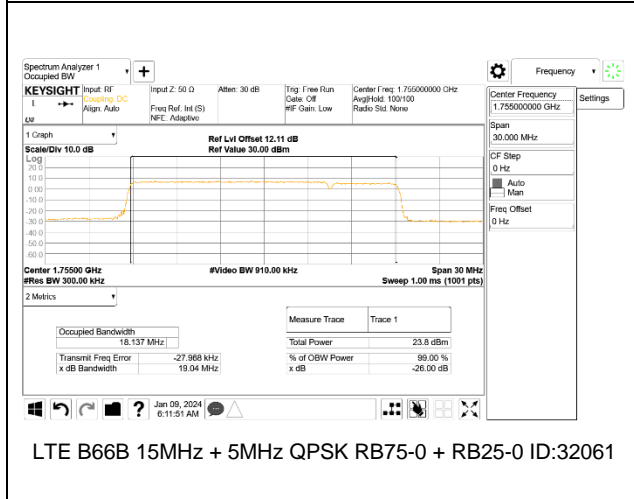 Spectrum Analyzer 1
Occupied BW
+
Frequency
KEYSIGHT
Input: RF
Coupling: DC
Align: Auto
Input Z: 50 Ω
Freq Ref: Int (S)
NFE: Adaptive
Atten: 30 dB
Trig: Free Run
Gate: Off
#IF Gain: Low
Center Freq: 1.755000000 GHz
Avg|Hold: 100/100
Radio Std: None
Center Frequency
1.755000000 GHz
Settings
Span
30.000 MHz
CF Step
0 Hz
Auto
Man
Freq Offset
0 Hz
1 Graph
Scale/Div 10.0 dB
Ref Lvl Offset 12.11 dB
Ref Value 30.00 dBm
Log
20.0
10.0
0.00
-10.0
-20.0
-30.0
-40.0
-50.0
-60.0
Center 1.75500 GHz
#Res BW 300.00 kHz
#Video BW 910.00 kHz
Span 30 MHz
Sweep 1.00 ms (1001 pts)
2 Metrics
Measure Trace Trace 1
Occupied Bandwidth
18.137 MHz
Total Power 23.8 dBm
Transmit Freq Error -27.968 kHz
% of OBW Power 99.00 %
x dB Bandwidth 19.04 MHz
x dB -26.00 dB
?
Jan 09, 2024
6:11:51 AM
LTE B66B 15MHz + 5MHz QPSK RB75-0 + RB25-0 ID:32061